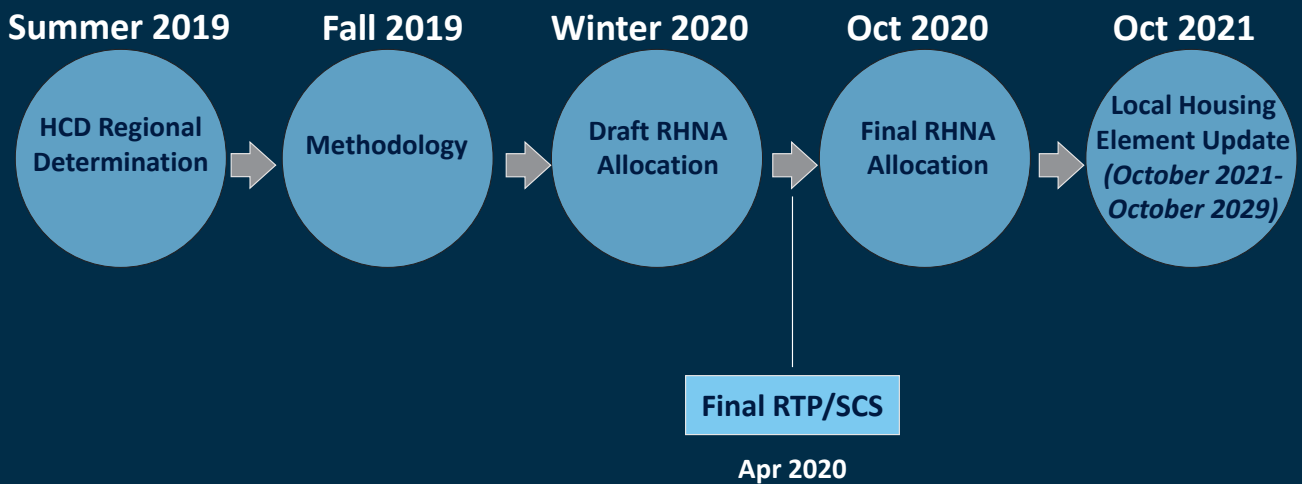 Summer 2019
Fall 2019
Winter 2020
Oct 2020
Oct 2021
HCD Regional
Determination
Methodology
Draft RHNA
Allocation
Final RHNA
Allocation
Local Housing
Element Update
(October 2021-
October 2029)
Final RTP/SCS
Apr 2020